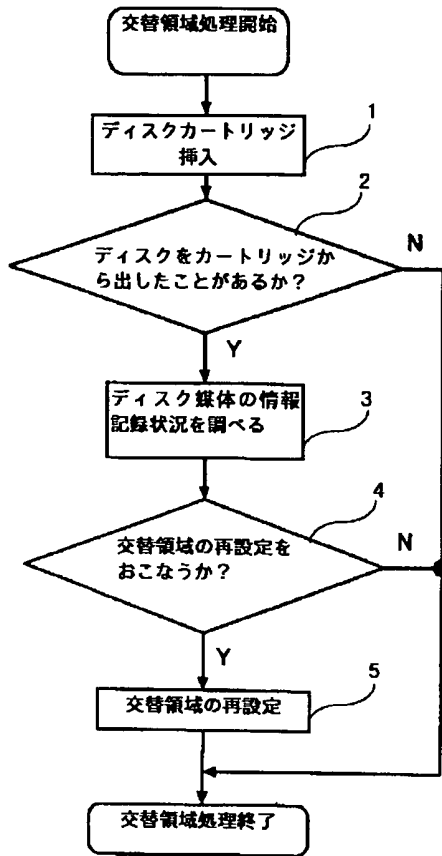 交替領域処理開始
1
ディスクカートリッジ
挿入
2
N
ディスクをカートリッジか
ら出したことがあるか？
Y
3
ディスク媒体の情報
記録状況を調べる
4
N
交替領域の再設定を
おこなうか？
Y
5
交替領域の再設定
交替領域処理終了